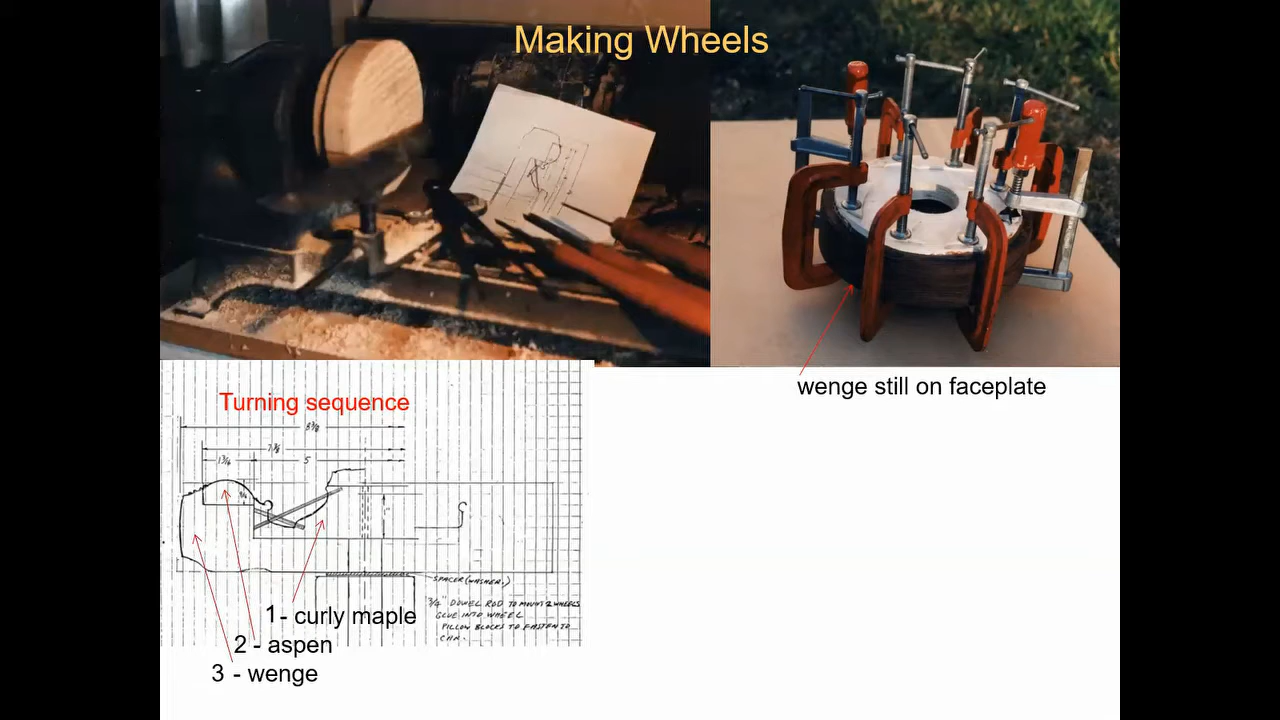 Making Wheels
wenge still on faceplate
Turning sequence
8 3/8
7 3/8
1 3/16
5
SPACER (WASHER)
3/4" DOWEL ROD TO MOUNT 2 WHEELS
GLUE INTO WHEEL
PILLOW BLOCKS TO FASTEN TO
CAR.
1 - curly maple
2 - aspen
3 - wenge